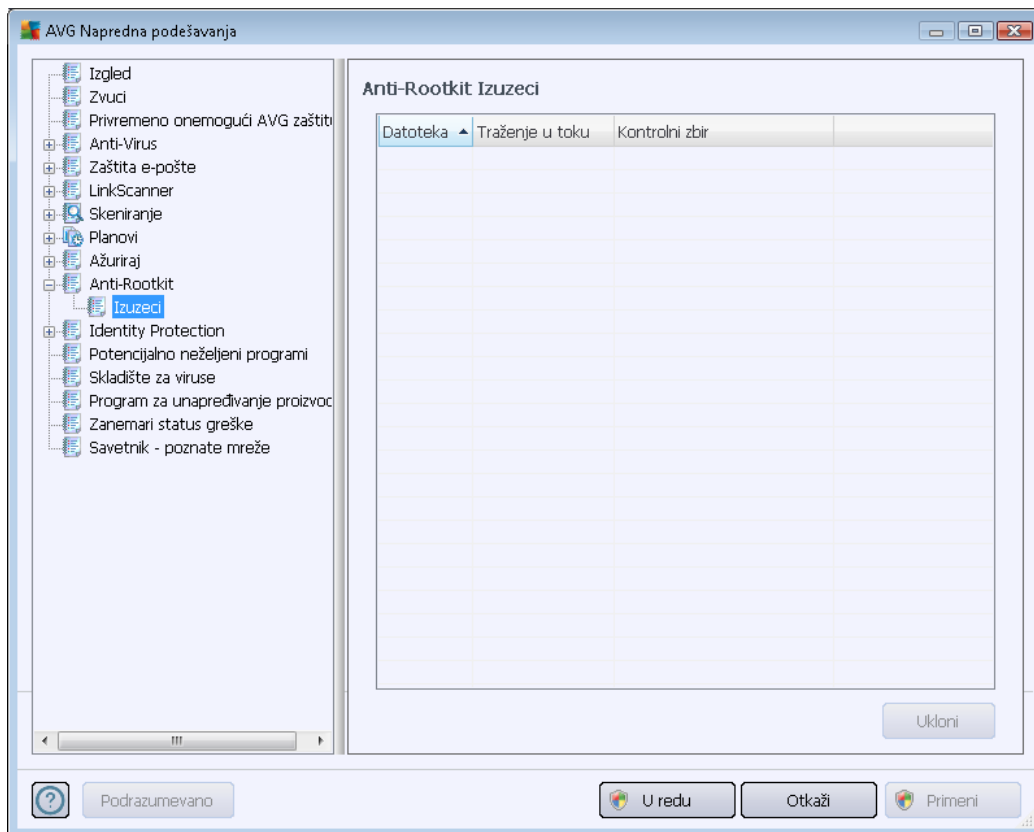 AVG Napredna podešavanja
Izgled
Zvuci
Privremeno onemogući AVG zaštitu
Anti-Virus
Zaštita e-pošte
LinkScanner
Skeniranje
Planovi
Ažuriraj
Anti-Rootkit
Izuzeci
Identity Protection
Potencijalno neželjeni programi
Skladište za viruse
Program za unapređivanje proizvod
Zanemari status greške
Savetnik - poznate mreže
Anti-Rootkit Izuzeci
Datoteka Traženje u toku Kontrolni zbir
Ukloni
Podrazumevano
U redu
Otkaži
Primeni